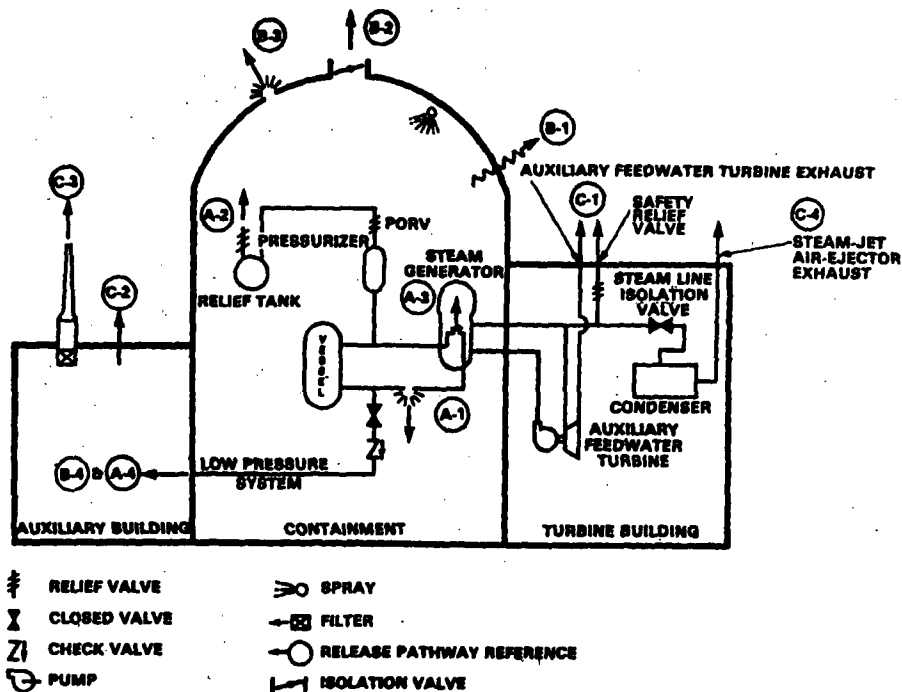 B-3
B-2
B-1
AUXILIARY FEEDWATER TURBINE EXHAUST
C-3
A-2
C-1
SAFETY
RELIEF
VALVE
C-4
STEAM-JET
AIR-EJECTOR
EXHAUST
PRESSURIZER
PORV
STEAM
GENERATOR
A-3
RELIEF TANK
STEAM LINE
ISOLATION
VALVE
C-2
VESSEL
CONDENSER
A-1
AUXILIARY
FEEDWATER
TURBINE
B-4 & A-4
LOW PRESSURE
SYSTEM
AUXILIARY BUILDING
CONTAINMENT
TURBINE BUILDING
RELIEF VALVE
CLOSED VALVE
CHECK VALVE
PUMP
SPRAY
FILTER
RELEASE PATHWAY REFERENCE
ISOLATION VALVE